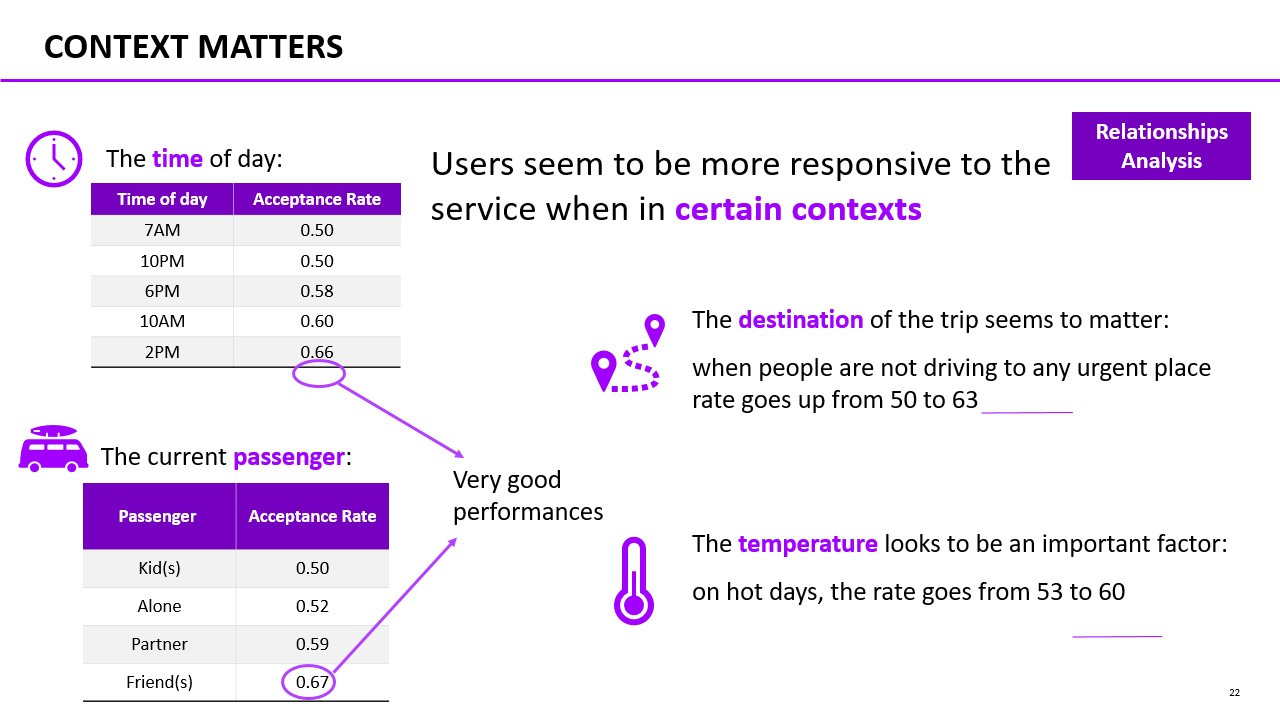 CONTEXT MATTERS
Relationships
Analysis
The time of day:
Time of day Acceptance Rate
7AM 0.50
10PM 0.50
6PM 0.58
10AM 0.60
2PM 0.66
Users seem to be more responsive to the
service when in certain contexts
The destination of the trip seems to matter:
when people are not driving to any urgent place
rate goes up from 50 to 63
The current passenger:
Passenger Acceptance Rate
Kid(s) 0.50
Alone 0.52
Partner 0.59
Friend(s) 0.67
Very good
performances
The temperature looks to be an important factor:
on hot days, the rate goes from 53 to 60
22